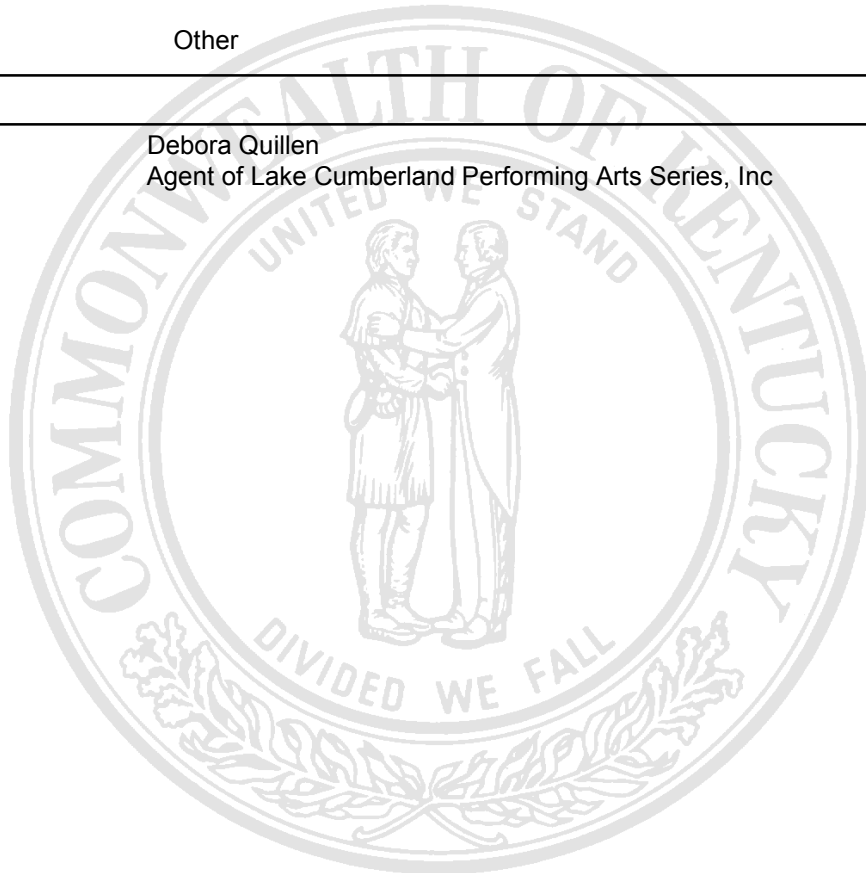 Other
Debora Quillen
Agent of Lake Cumberland Performing Arts Series, Inc
COMMONWEALTH OF KENTUCKY
UNITED WE STAND
DIVIDED WE FALL